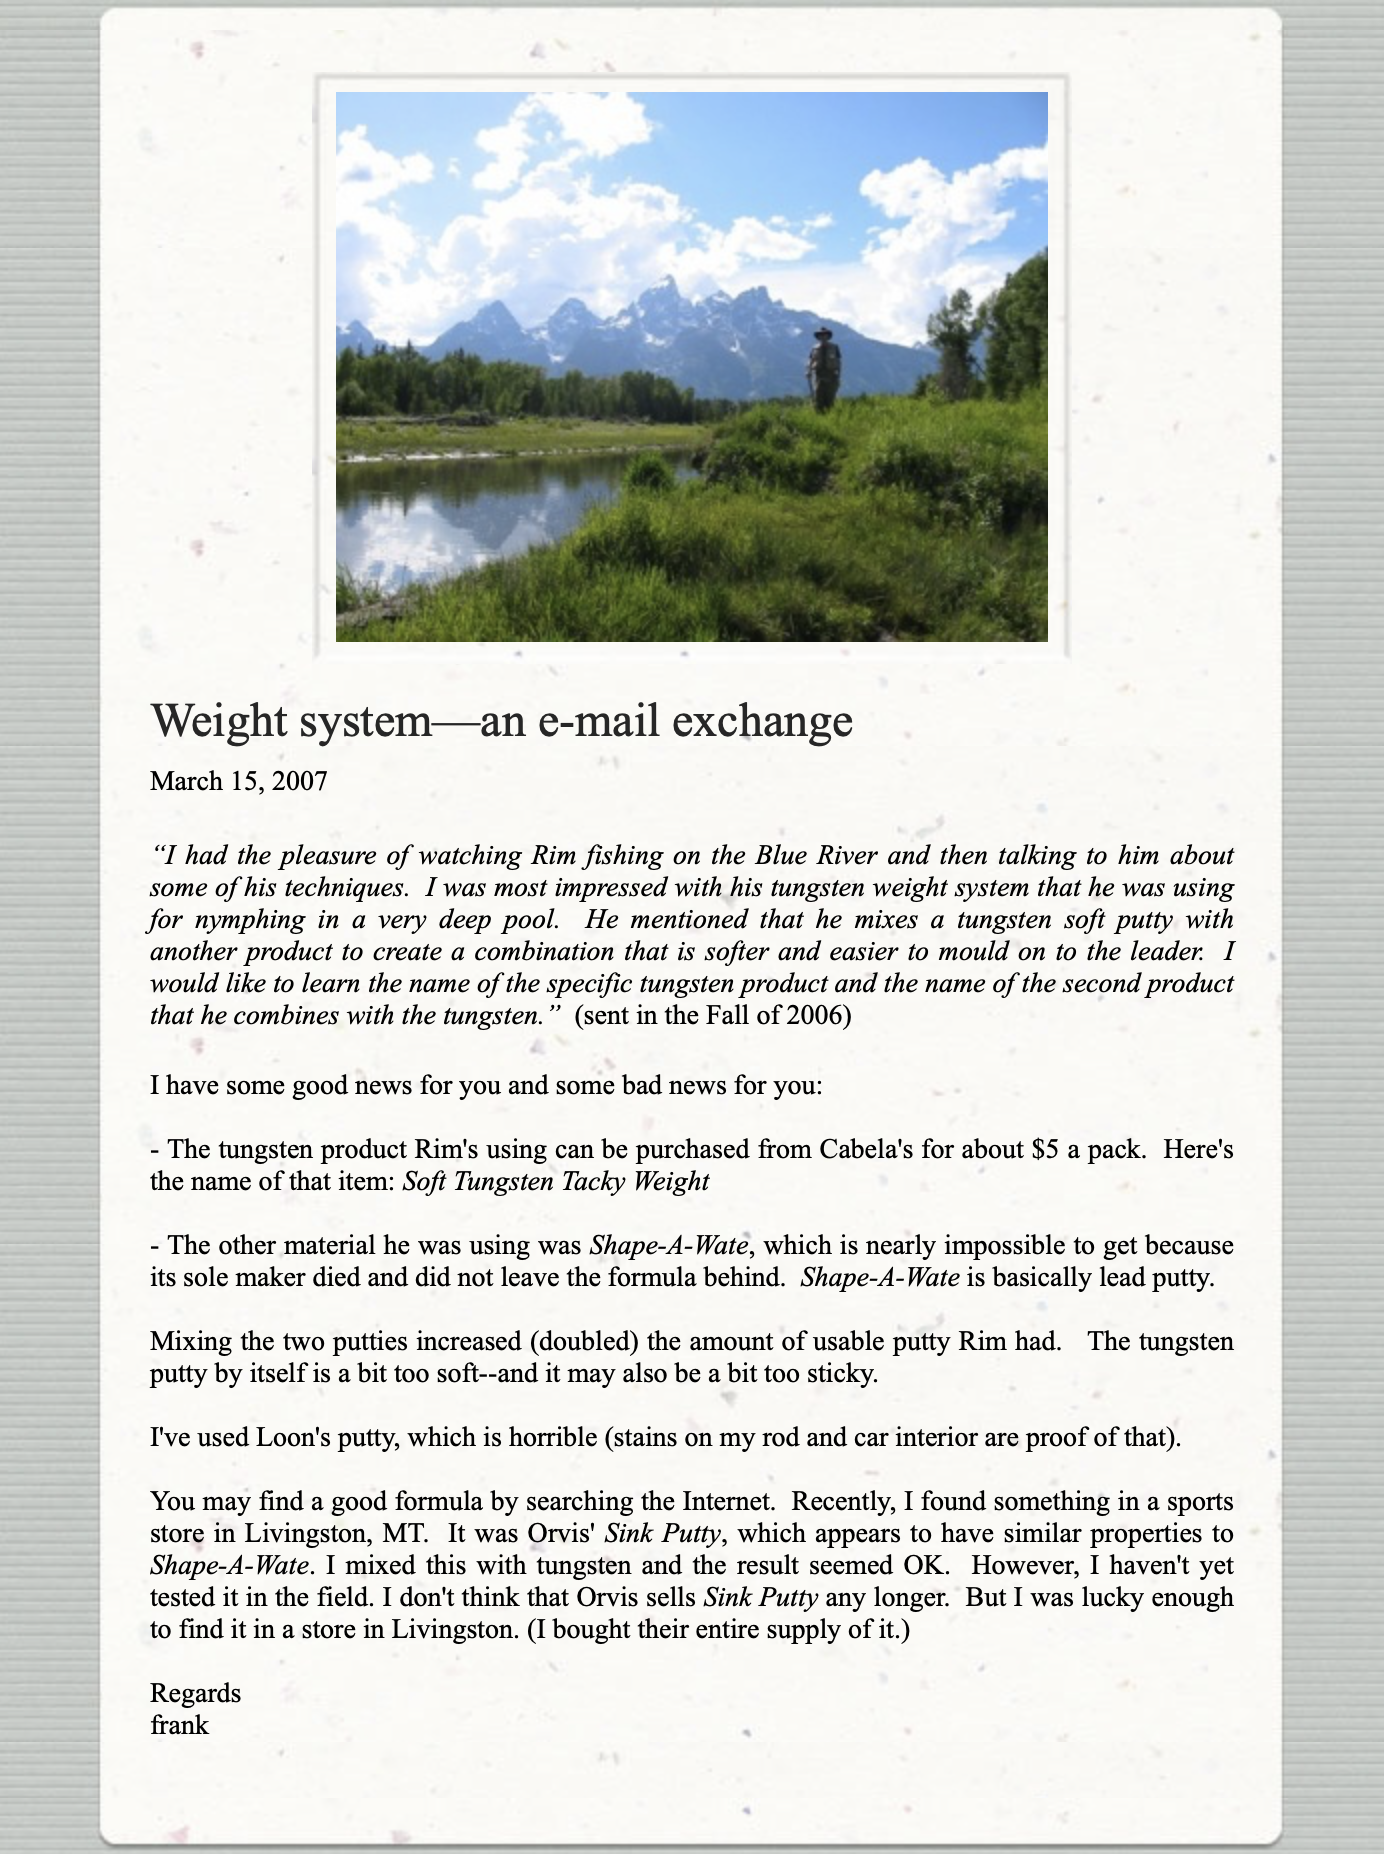 Weight system—an e-mail exchange
March 15, 2007
“I had the pleasure of watching Rim fishing on the Blue River and then talking to him about
some of his techniques.  I was most impressed with his tungsten weight system that he was using
for nymphing in a very deep pool.  He mentioned that he mixes a tungsten soft putty with
another product to create a combination that is softer and easier to mould on to the leader.  I
would like to learn the name of the specific tungsten product and the name of the second product
that he combines with the tungsten.”  (sent in the Fall of 2006)
I have some good news for you and some bad news for you:
- The tungsten product Rim's using can be purchased from Cabela's for about $5 a pack.  Here's
the name of that item: Soft Tungsten Tacky Weight
- The other material he was using was Shape-A-Wate, which is nearly impossible to get because
its sole maker died and did not leave the formula behind.  Shape-A-Wate is basically lead putty.
Mixing the two putties increased (doubled) the amount of usable putty Rim had.   The tungsten
putty by itself is a bit too soft--and it may also be a bit too sticky.
I've used Loon's putty, which is horrible (stains on my rod and car interior are proof of that).
You may find a good formula by searching the Internet.  Recently, I found something in a sports
store in Livingston, MT.  It was Orvis' Sink Putty, which appears to have similar properties to
Shape-A-Wate. I mixed this with tungsten and the result seemed OK.  However, I haven't yet
tested it in the field. I don't think that Orvis sells Sink Putty any longer.  But I was lucky enough
to find it in a store in Livingston. (I bought their entire supply of it.)
Regards
frank